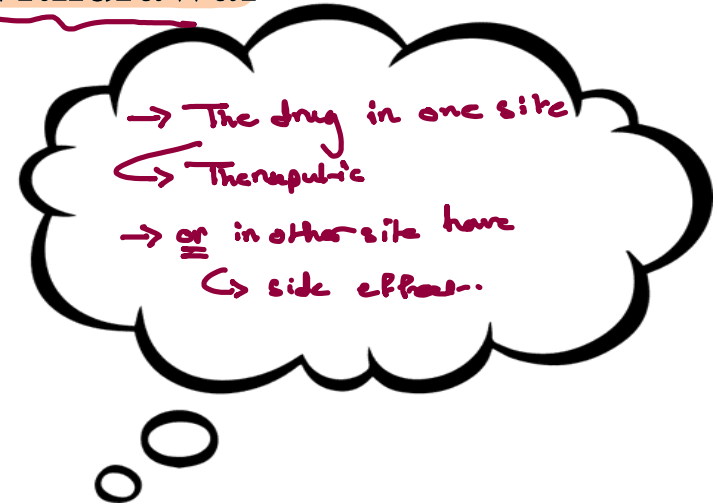 → The drug in one site
↳ Theraputic
→ or in other site have
↳ side effect..